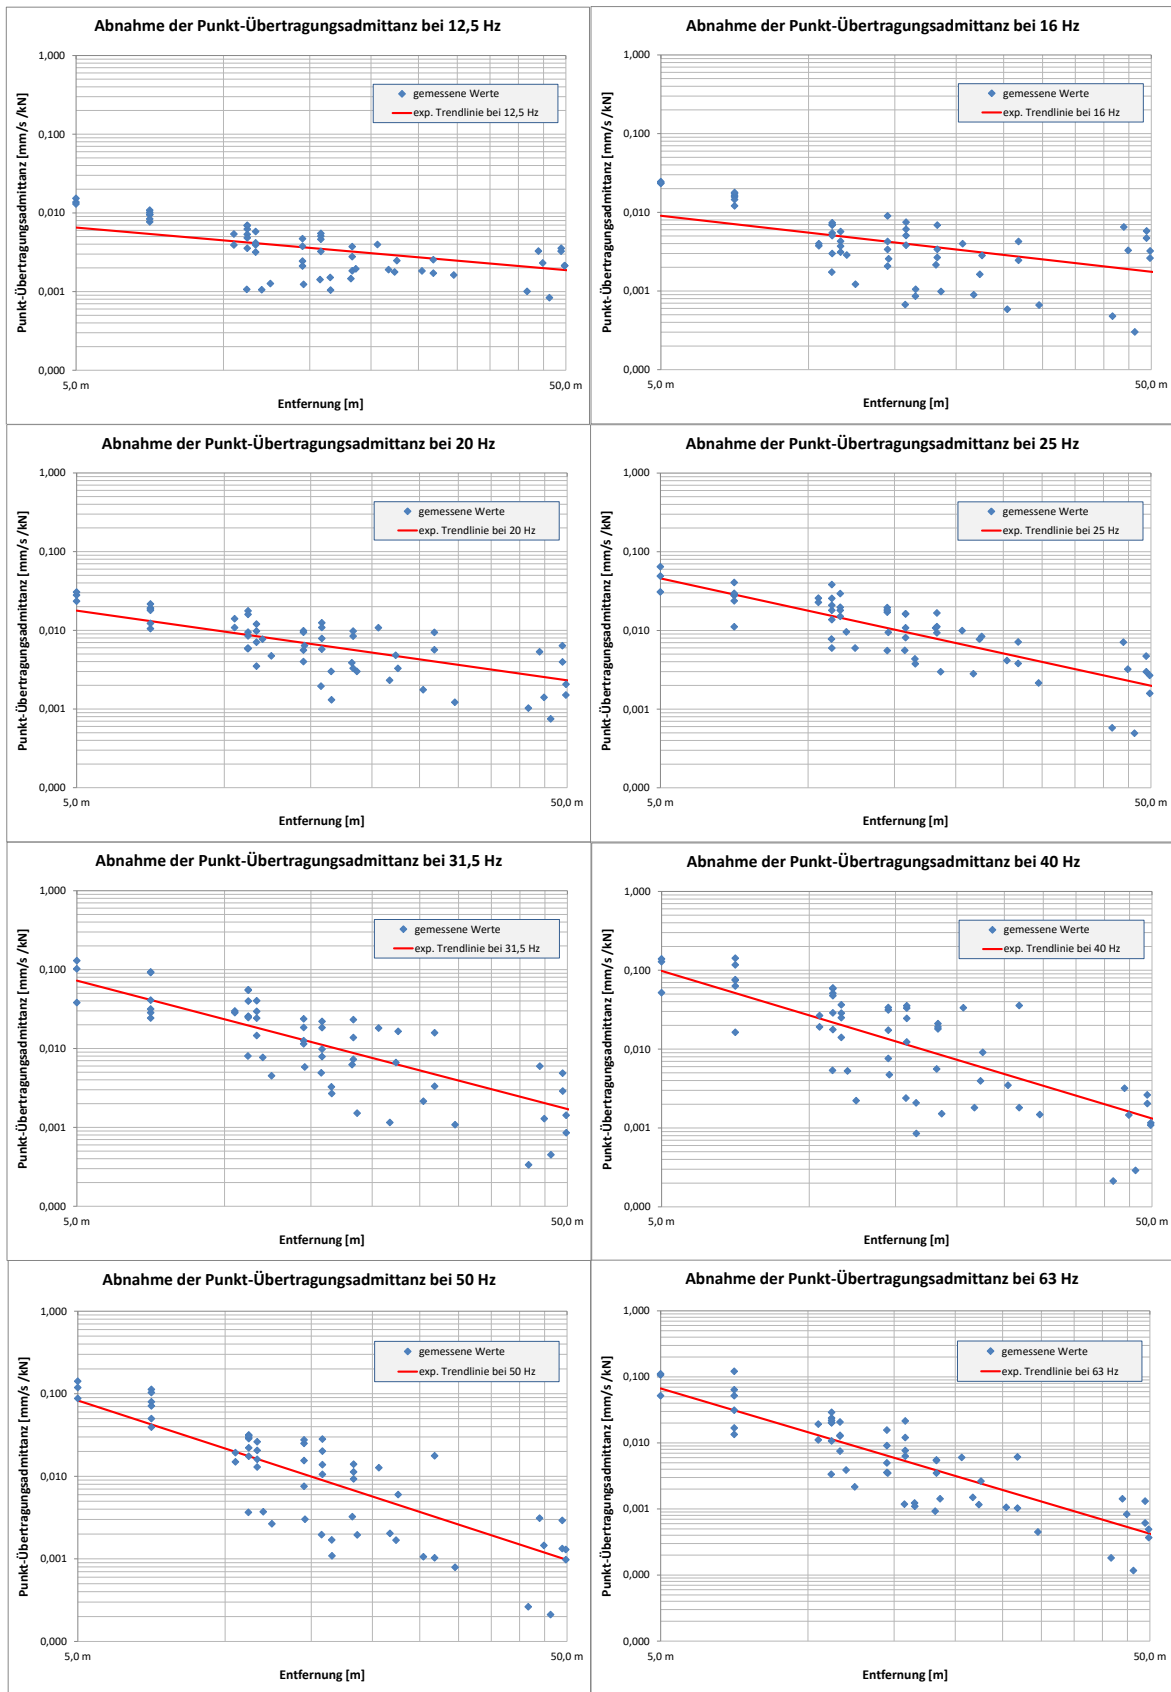 Abnahme der Punkt-Übertragungsadmittanz bei 12,5 Hz
Punkt-Übertragungsadmittanz [mm/s /kN]
1,000
0,100
0,010
0,001
0,000
gemessene Werte
exp. Trendlinie bei 12,5 Hz
5,0 m
50,0 m
Entfernung [m]
Abnahme der Punkt-Übertragungsadmittanz bei 16 Hz
Punkt-Übertragungsadmittanz [mm/s /kN]
1,000
0,100
0,010
0,001
0,000
gemessene Werte
exp. Trendlinie bei 16 Hz
5,0 m
50,0 m
Entfernung [m]
Abnahme der Punkt-Übertragungsadmittanz bei 20 Hz
Punkt-Übertragungsadmittanz [mm/s /kN]
1,000
0,100
0,010
0,001
0,000
gemessene Werte
exp. Trendlinie bei 20 Hz
5,0 m
50,0 m
Entfernung [m]
Abnahme der Punkt-Übertragungsadmittanz bei 25 Hz
Punkt-Übertragungsadmittanz [mm/s /kN]
1,000
0,100
0,010
0,001
0,000
gemessene Werte
exp. Trendlinie bei 25 Hz
5,0 m
50,0 m
Entfernung [m]
Abnahme der Punkt-Übertragungsadmittanz bei 31,5 Hz
Punkt-Übertragungsadmittanz [mm/s /kN]
1,000
0,100
0,010
0,001
0,000
gemessene Werte
exp. Trendlinie bei 31,5 Hz
5,0 m
50,0 m
Entfernung [m]
Abnahme der Punkt-Übertragungsadmittanz bei 40 Hz
Punkt-Übertragungsadmittanz [mm/s /kN]
1,000
0,100
0,010
0,001
0,000
gemessene Werte
exp. Trendlinie bei 40 Hz
5,0 m
50,0 m
Entfernung [m]
Abnahme der Punkt-Übertragungsadmittanz bei 50 Hz
Punkt-Übertragungsadmittanz [mm/s /kN]
1,000
0,100
0,010
0,001
0,000
gemessene Werte
exp. Trendlinie bei 50 Hz
5,0 m
50,0 m
Entfernung [m]
Abnahme der Punkt-Übertragungsadmittanz bei 63 Hz
Punkt-Übertragungsadmittanz [mm/s /kN]
1,000
0,100
0,010
0,001
0,000
0,000
gemessene Werte
exp. Trendlinie bei 63 Hz
5,0 m
50,0 m
Entfernung [m]